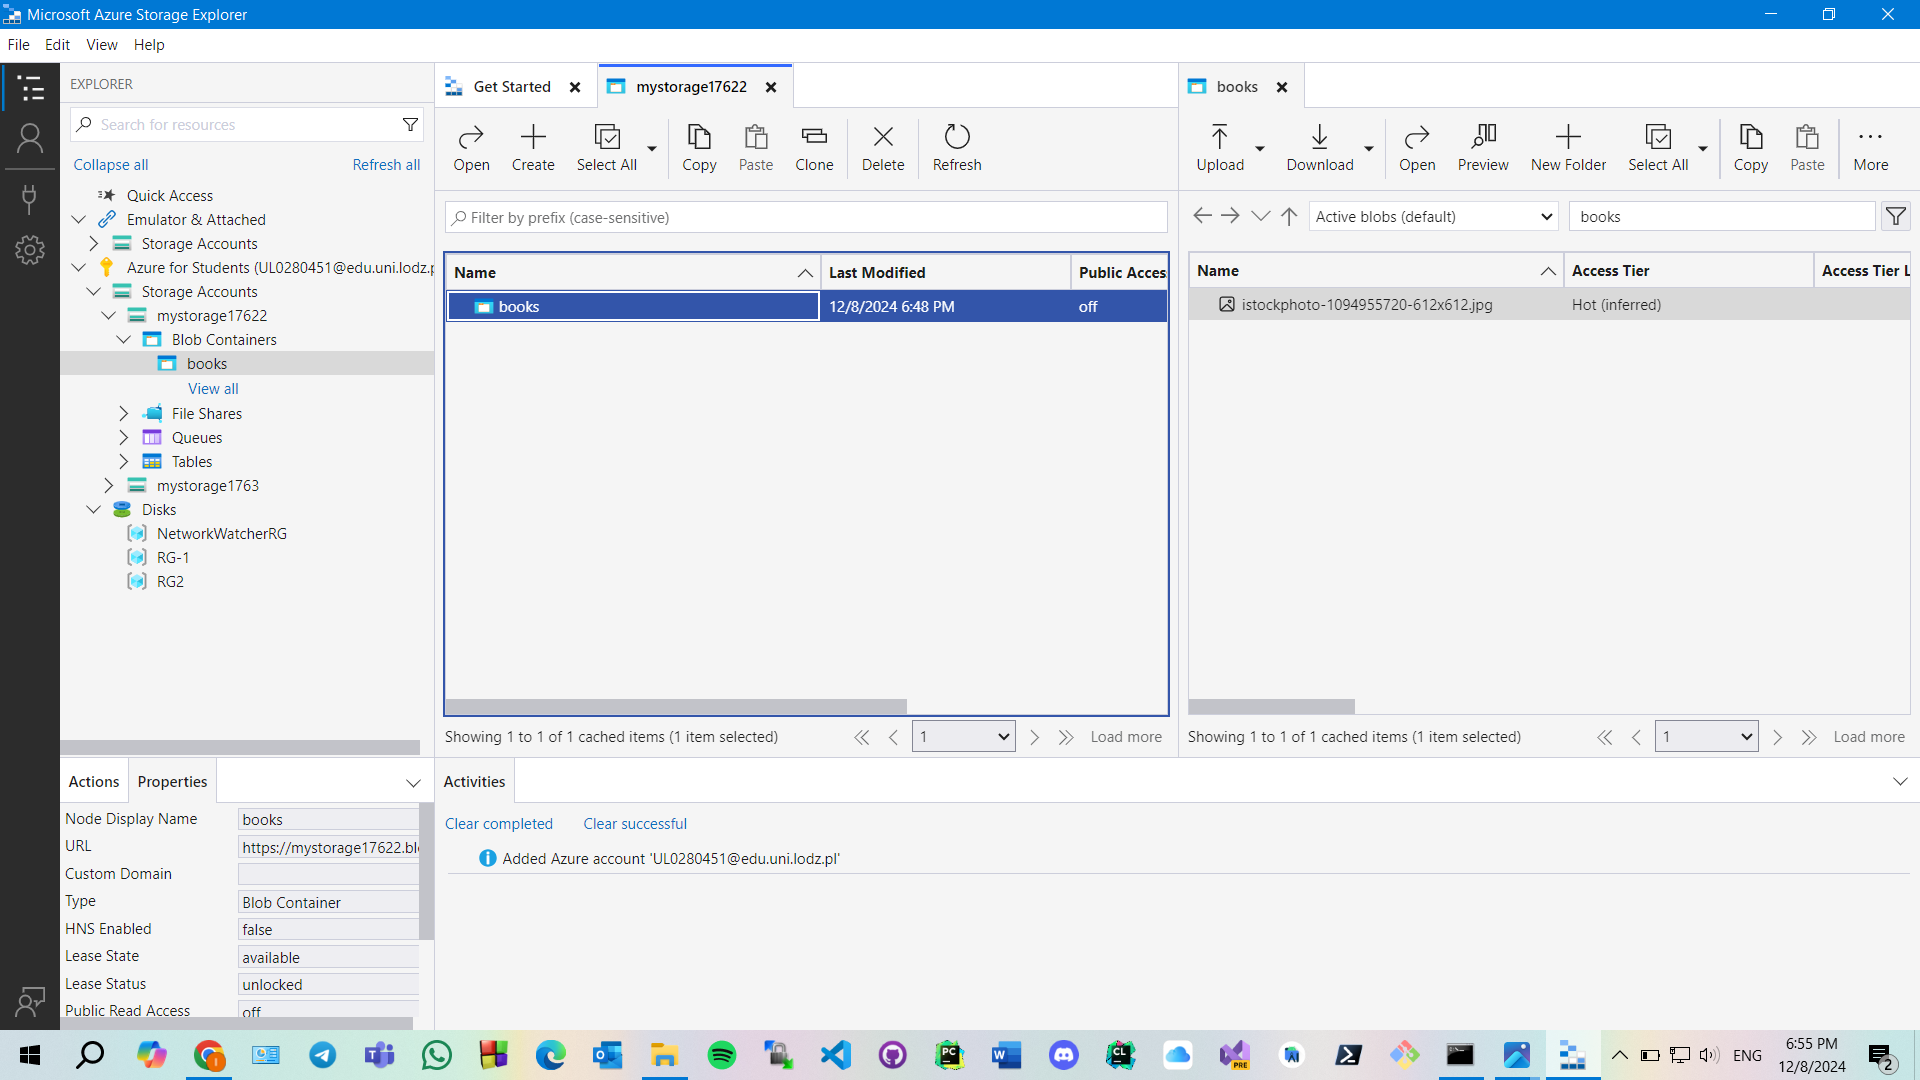 Microsoft Azure Storage Explorer
File Edit View Help
EXPLORER
Search for resources
Collapse all Refresh all
Quick Access
Emulator & Attached
Storage Accounts
Azure for Students (UL0280451@edu.uni.lodz.p
Storage Accounts
mystorage17622
Blob Containers
books
View all
File Shares
Queues
Tables
mystorage1763
Disks
NetworkWatcherRG
RG-1
RG2
Actions Properties
Node Display Name books
URL https://mystorage17622.bl
Custom Domain
Type Blob Container
HNS Enabled false
Lease State available
Lease Status unlocked
Public Read Access off
Get Started mystorage17622
Open Create Select All Copy Paste Clone Delete Refresh
Filter by prefix (case-sensitive)
Name Last Modified Public Acces
books 12/8/2024 6:48 PM off
Showing 1 to 1 of 1 cached items (1 item selected) 1 Load more
books
Upload Download Open Preview New Folder Select All Copy Paste More
Active blobs (default) books
Name Access Tier Access Tier L
istockphoto-1094955720-612x612.jpg Hot (inferred)
Showing 1 to 1 of 1 cached items (1 item selected) 1 Load more
Activities
Clear completed Clear successful
Added Azure account 'UL0280451@edu.uni.lodz.pl'
PC W CL PRE
ENG
6:55 PM
12/8/2024
2